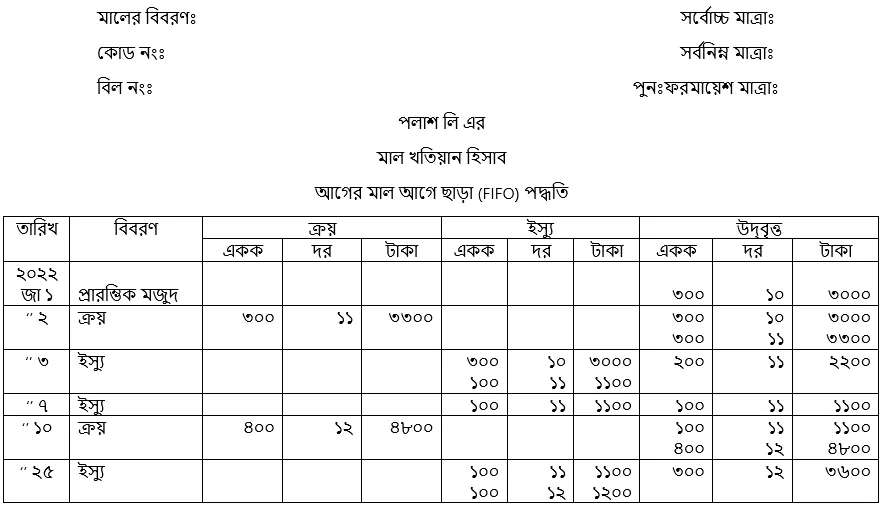 মালের বিবরণঃ সর্বোচ্চ মাত্রাঃ
কোড নংঃ সর্বনিম্ন মাত্রাঃ
বিল নংঃ পুনঃফরমায়েশ মাত্রাঃ
পলাশ লি এর
মাল খতিয়ান হিসাব
আগের মাল আগে ছাড়া (FIFO) পদ্ধতি
তারিখ বিবরণ ক্রয় ইস্যু উদ্বৃত্ত
একক দর টাকা একক দর টাকা একক দর টাকা
২০২২
জা ১ প্রারম্ভিক মজুদ ৩০০ ১০ ৩০০০
" ২ ক্রয় ৩০০ ১১ ৩৩০০ ৩০০ ১০ ৩০০০
৩০০ ১১ ৩৩০০
" ৩ ইস্যু ৩০০ ১০ ৩০০০ ২০০ ১১ ২২০০
১০০ ১১ ১১০০
" ৭ ইস্যু ১০০ ১১ ১১০০ ১০০ ১১ ১১০০
" ১০ ক্রয় ৪০০ ১২ ৪৮০০ ১০০ ১১ ১১০০
৪০০ ১২ ৪৮০০
" ২৫ ইস্যু ১০০ ১১ ১১০০ ৩০০ ১২ ৩৬০০
১০০ ১২ ১২০০